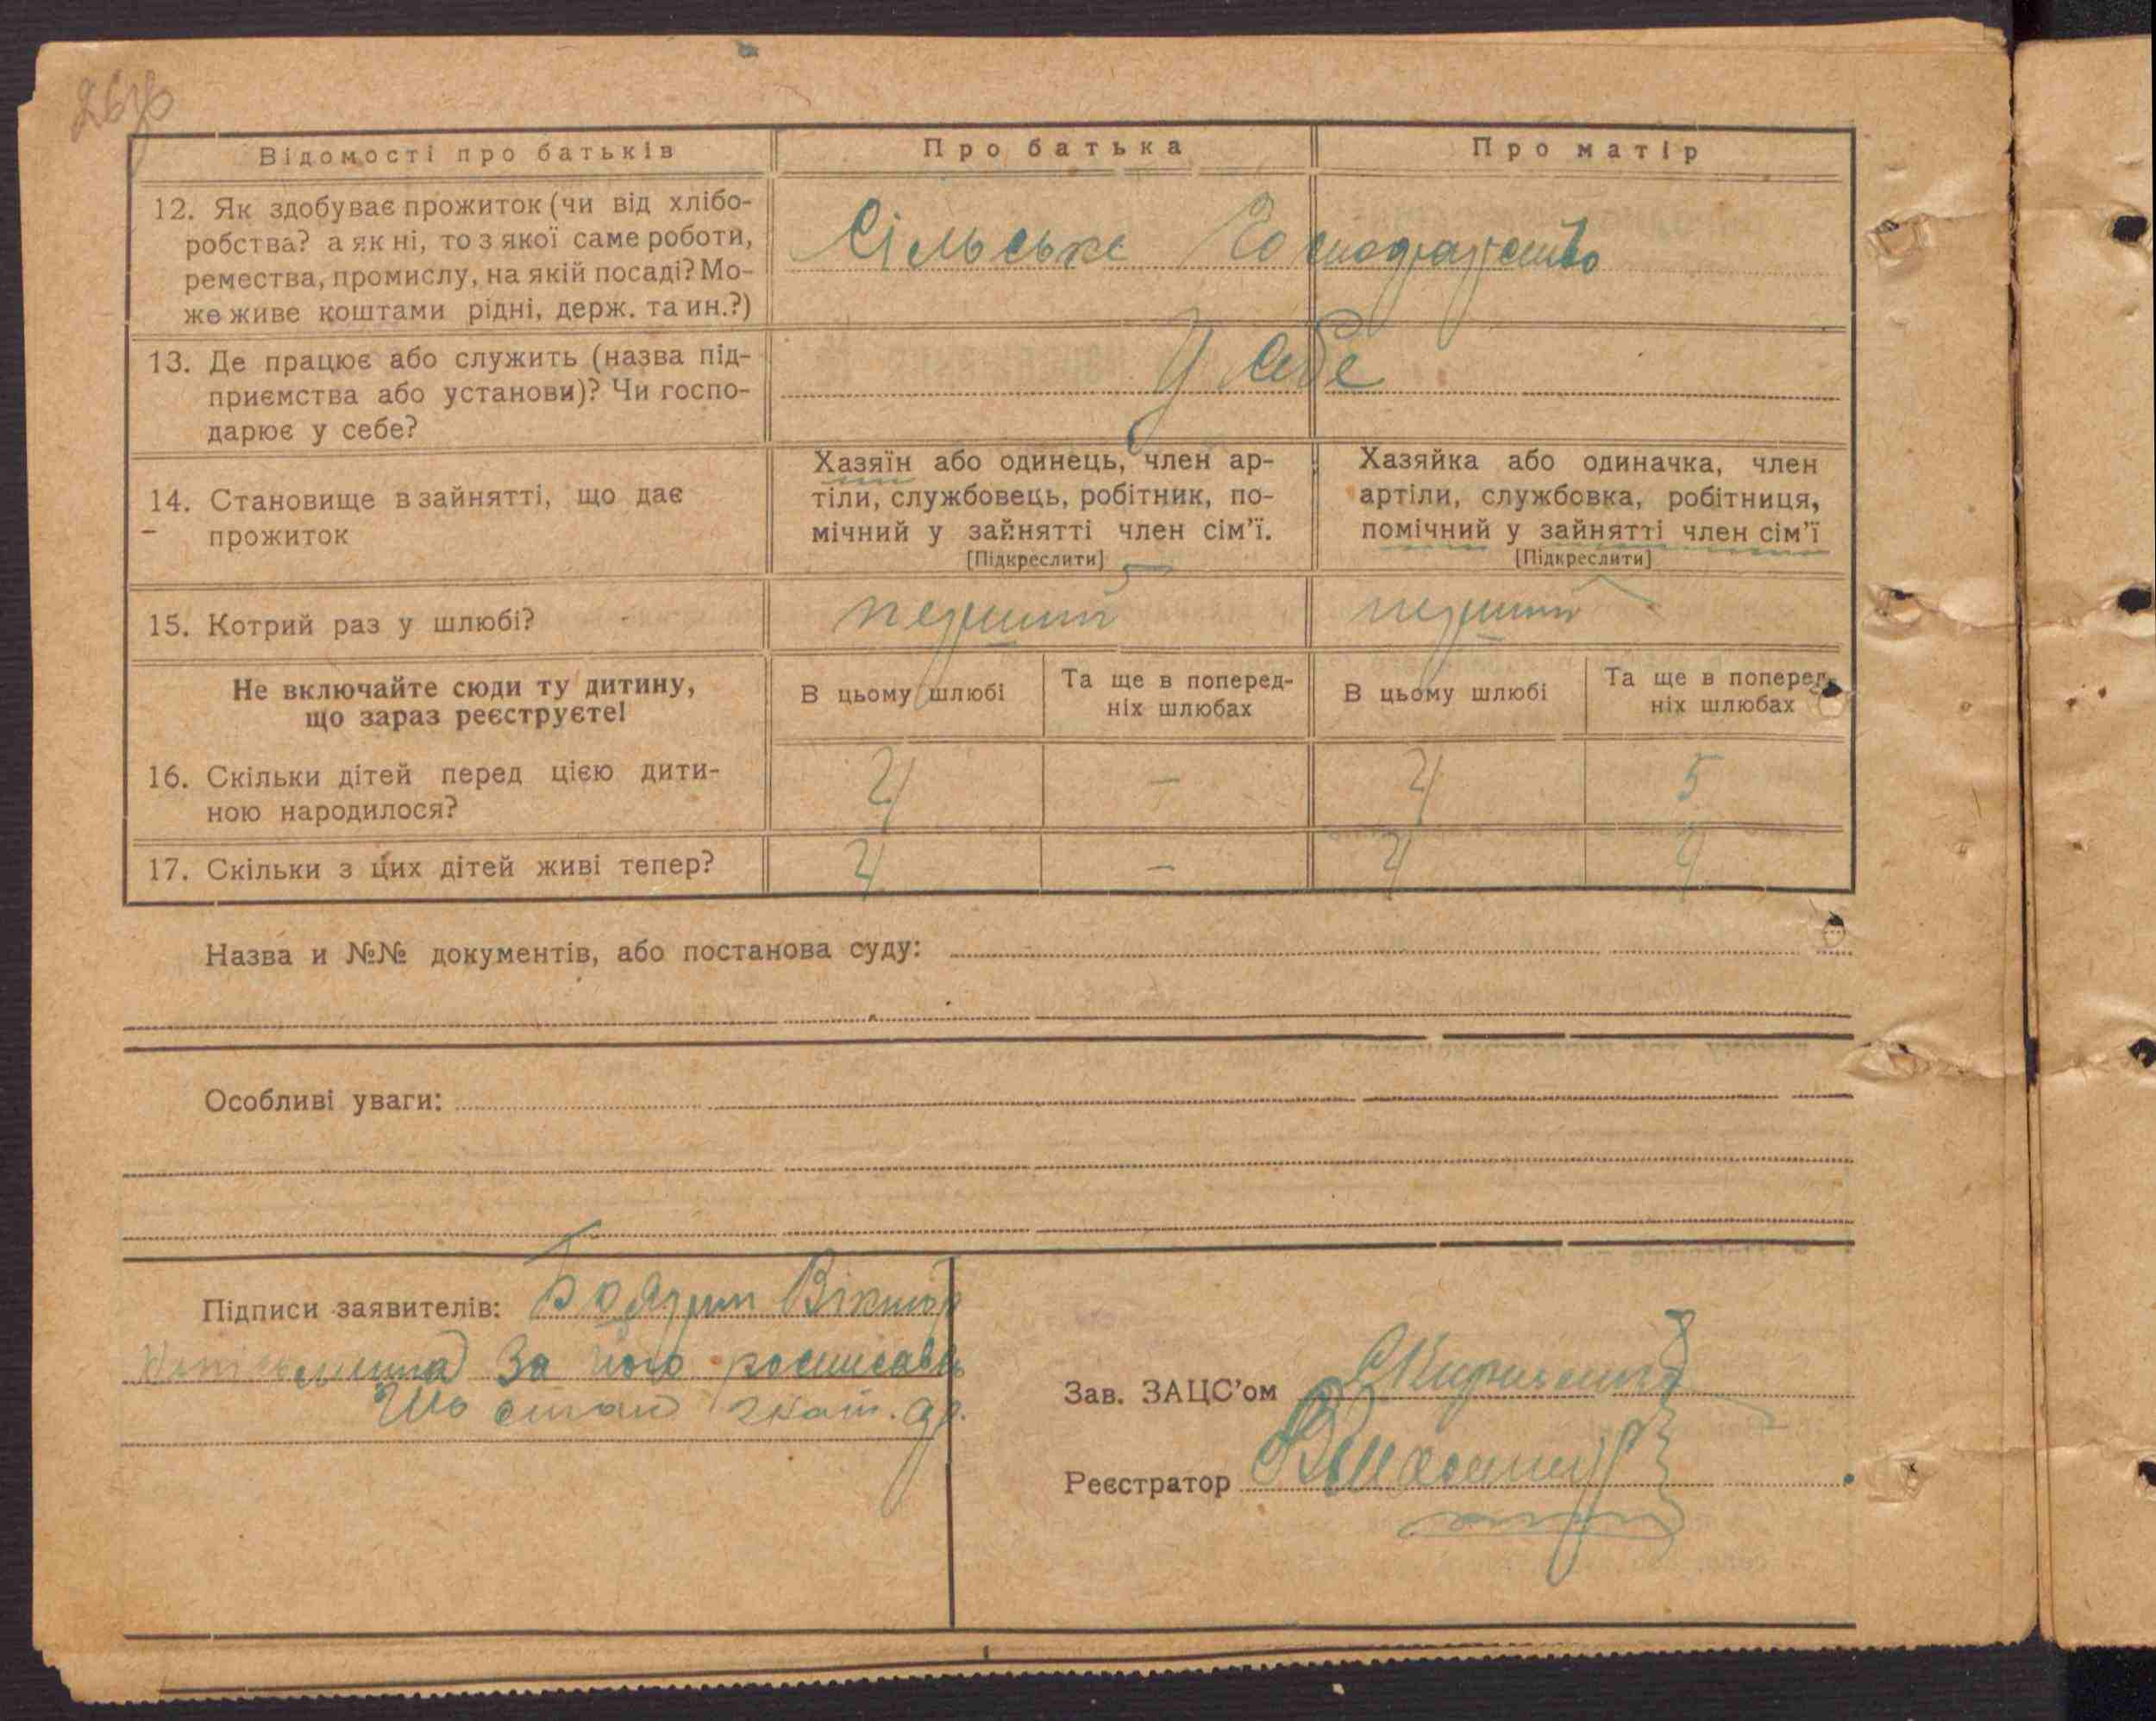 Відомості про батьків
Про батька
Про матір
12. Як здобуває прожиток (чи від хлібо-
робства? а як ні, то з якої саме роботи,
ремества, промислу, на якій посаді? Мо-
же живе коштами рідні, держ. та ин.?)
Сільське Господарство
13. Де працює або служить (назва під-
приємства або установи)? Чи госпо-
дарює у себе?
У себе
14. Становище в зайнятті, що дає
прожиток
Хазяїн або одинець, член ар-
тіли, службовець, робітник, по-
мічний у зайнятті член сім'ї.
[Підкреслити]
Хазяйка або одиначка, член
артіли, службовка, робітниця,
помічний у зайнятті член сім'ї
[Підкреслити]
15. Котрий раз у шлюбі?
перший
перший
Не включайте сюди ту дитину,
що зараз реєструєте!
В цьому шлюбі
Та ще в поперед-
ніх шлюбах
В цьому шлюбі
Та ще в поперед-
ніх шлюбах
16. Скільки дітей перед цією дити-
ною народилося?
4 - 4 5
17. Скільки з цих дітей живі тепер?
4 - 4
Назва и №№ документів, або постанова суду:
Особливі уваги:
Підписи заявителів: Бояри Віктор
За його росписавсь
Зав. ЗАЦС'ом
Реєстратор